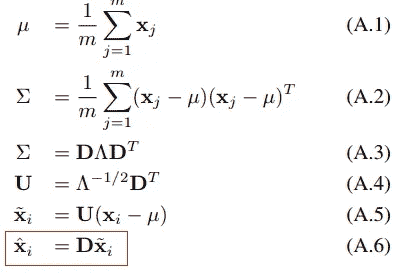 μ = 1/m ∑_{j=1}^{m} x_j (A.1)
Σ = 1/m ∑_{j=1}^{m} (x_j − μ)(x_j − μ)^T (A.2)
Σ = DΛD^T (A.3)
U = Λ^{−1/2}D^T (A.4)
x̃_i = U(x_i − μ) (A.5)
x̂_i = Dx̃_i (A.6)